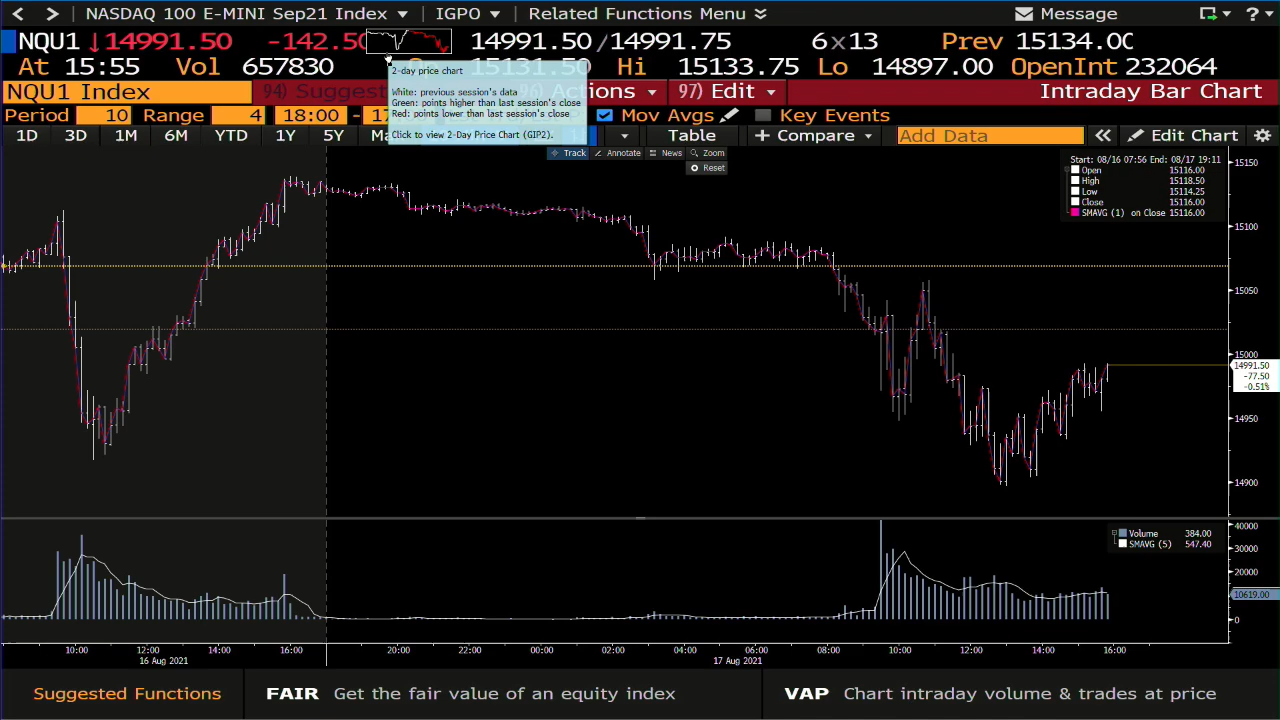 NASDAQ 100 E-MINI Sep21 Index IGPO Related Functions Menu Message ?
NQU1 14991.50 -142.50 14991.50/14991.75 6x13 Prev 15134.00
At 15:55 Vol 657830 15131.50 Hi 15133.75 Lo 14897.00 OpenInt 232064
NQU1 Index 94) 96) Actions 97) Edit Intraday Bar Chart
Period 10 Range 4 18:00 - Mov Avgs Key Events
1D 3D 1M 6M YTD 1Y 5Y Table + Compare Add Data Edit Chart
2-day price chart
White: previous session's data
Green: points higher than last session's close
Red: points lower than last session's close
Click to view 2-Day Price Chart (GIP2).
Track Annotate News Zoom
Reset
Start: 08/16 07:56 End: 08/17 19:11
Open 15116.00
High 15118.50
Low 15114.25
Close 15116.00
SMAVG (1) on Close 15116.00
15150
15100
15050
15000
14991.50
-77.50
-0.51%
14950
14900
Volume 384.00
SMAVG (5) 547.40
40000
30000
20000
10619.00
0
10:00 12:00 14:00 16:00 20:00 22:00 00:00 02:00 04:00 06:00 08:00 10:00 12:00 14:00 16:00
16 Aug 2021 17 Aug 2021
Suggested Functions FAIR Get the fair value of an equity index VAP Chart intraday volume & trades at price